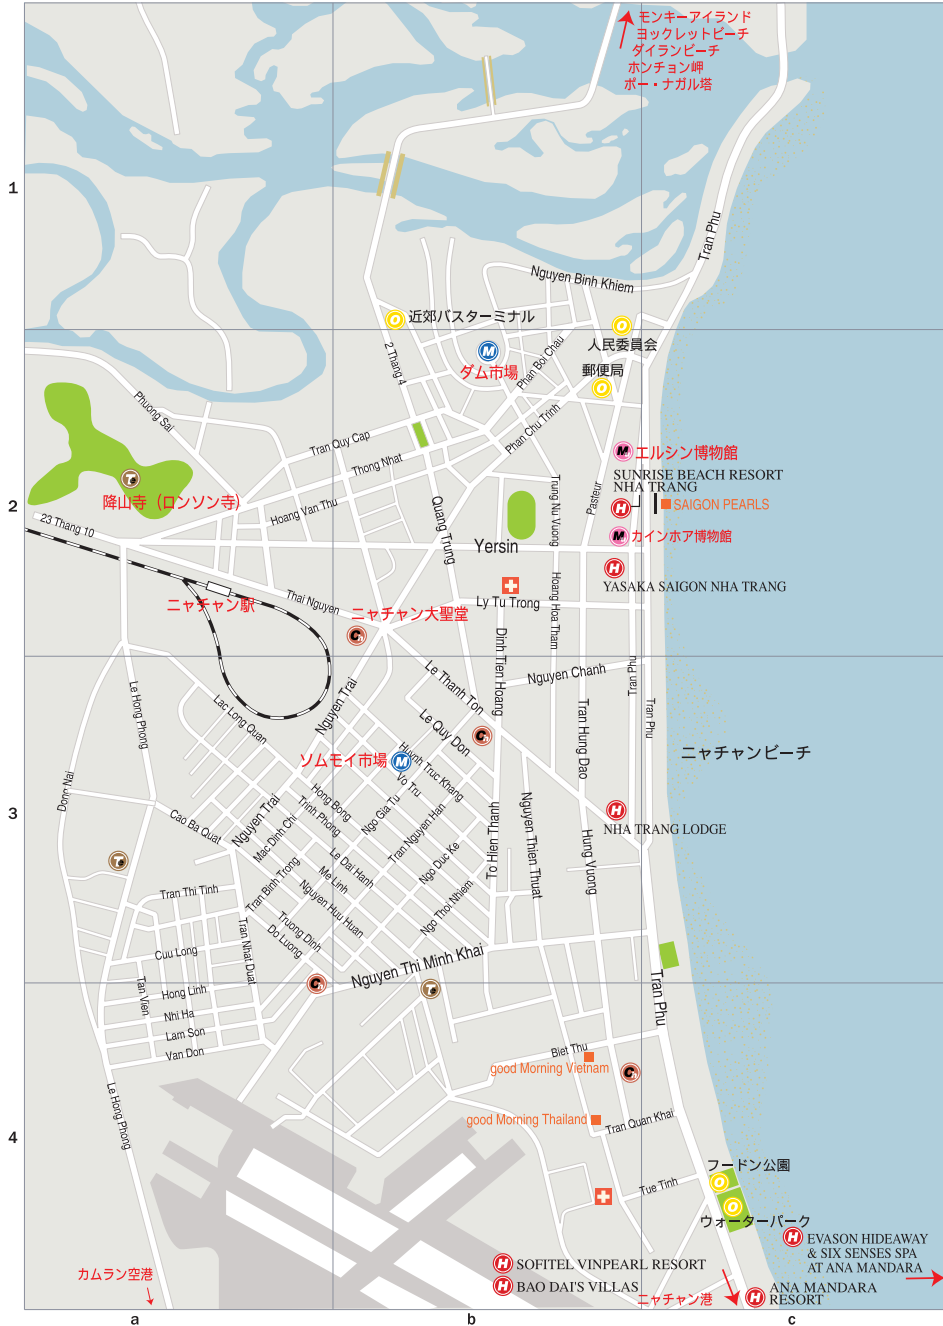 モンキーアイランド
ヨックレットビーチ
ダイランビーチ
ホンチョン岬
ポー・ナガル塔
1
Tran Phu
Nguyen Binh Khiem
近郊バスターミナル
人民委員会
2 Thang 4
ダム市場
Phan Boi Chau
郵便局
Phuong Sai
Phan Chu Trinh
Tran Quy Cap
エルシン博物館
Thong Nhat
SUNRISE BEACH RESORT
NHA TRANG
降山寺（ロンソン寺）
Hoang Van Thu
Quang Trung
Trung Nu Vuong
Pasteur
SAIGON PEARLS
2
23 Thang 10
カインホア博物館
Yersin
YASAKA SAIGON NHA TRANG
ニャチャン駅
Thai Nguyen
ニャチャン大聖堂
Ly Tu Trong
Hoang Hoa Tham
Dinh Tien Hoang
Le Thanh Ton
Nguyen Chanh
Tran Phu
Le Hong Phong
Lac Long Quan
Nguyen Trai
Le Quy Don
Tran Hung Dao
Tran Phu
ニャチャンビーチ
ソムモイ市場
Huynh Truc Khang
Vo Tru
Dong Nai
Hong Bong
Trinh Phong
Ngo Gia Tu
3
Cao Ba Quat
Nguyen Trai
Mac Dinh Chi
Tran Nguyen Han
To Hien Thanh
Nguyen Thien Thuat
Hung Vuong
NHA TRANG LODGE
Le Dai Hanh
Ngo Duc Ke
Me Linh
Tran Binh Trong
Nguyen Huu Huan
Ngo Thoi Nhiem
Tran Thi Tinh
Truong Dinh
Do Luong
Tran Nhat Duat
Cuu Long
Nguyen Thi Minh Khai
Tan Vien
Hong Linh
Nhi Ha
Lam Son
Van Don
Tran Phu
Biet Thu
good Morning Vietnam
Le Hong Phong
good Morning Thailand
Tran Quan Khai
4
フードン公園
Tue Tinh
ウォーターパーク
EVASON HIDEAWAY
& SIX SENSES SPA
AT ANA MANDARA
SOFITEL VINPEARL RESORT
BAO DAI'S VILLAS
カムラン空港
ニャチャン港
ANA MANDARA
RESORT
a
b
c